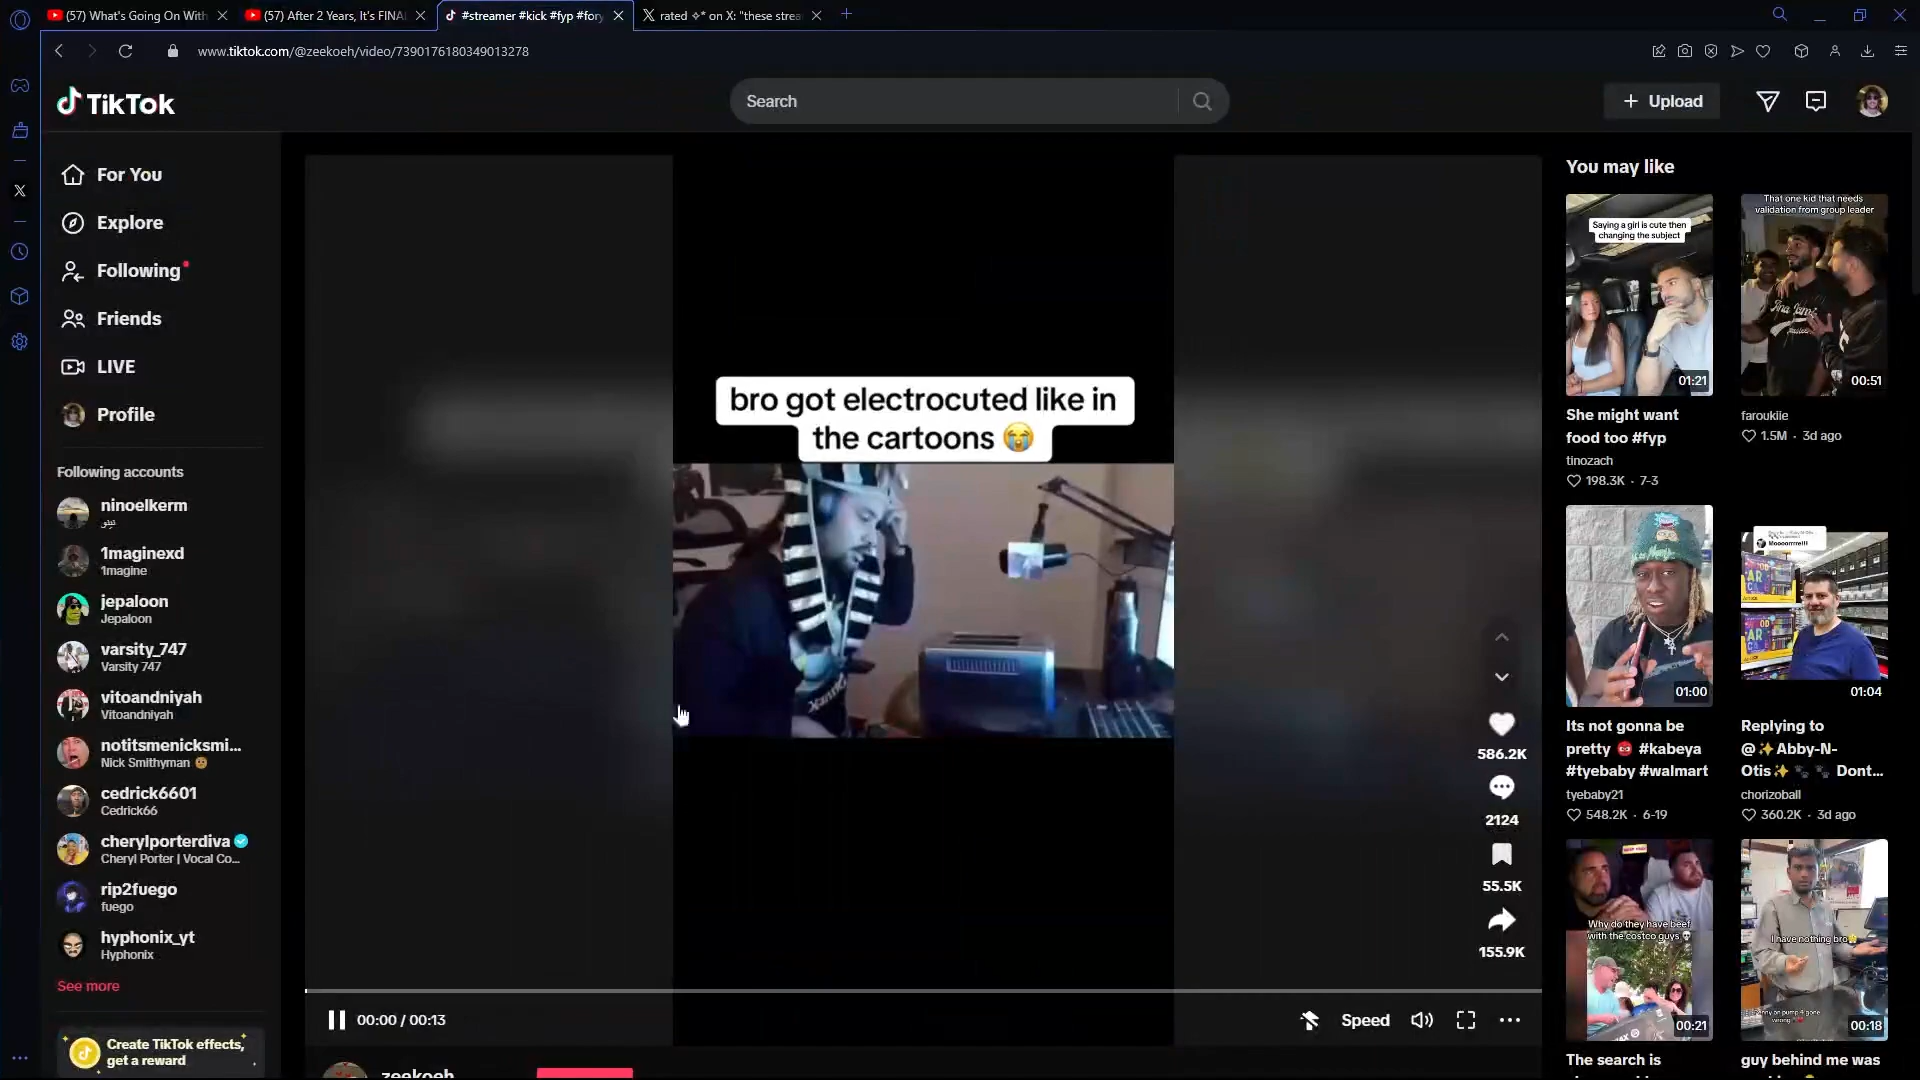 (57) What's Going On With
(57) After 2 Years, It's FINA
#streamer #kick #fyp #fory
rated ✧* on X: "these strea
www.tiktok.com/@zeekoeh/video/7390176180349013278
TikTok
Search
Upload
For You
Explore
Following
Friends
LIVE
Profile
Following accounts
ninoelkerm
نينو
1maginexd
1magine
jepaloon
Jepaloon
varsity_747
Varsity 747
vitoandniyah
Vitoandniyah
notitsmenicksmi...
Nick Smithyman
cedrick6601
Cedrick66
cherylporterdiva
Cheryl Porter | Vocal Co...
rip2fuego
fuego
hyphonix_yt
Hyphonix
See more
Create TikTok effects,
get a reward
bro got electrocuted like in
the cartoons 😭
586.2K
2124
55.5K
155.9K
00:00 / 00:13
Speed
zeekoeh
You may like
Saying a girl is cute then
changing the subject
01:21
She might want
food too #fyp
tinozach
198.3K · 7-3
That one kid that needs
validation from group leader
00:51
faroukiie
1.5M · 3d ago
01:00
Its not gonna be
pretty #kabeya
#tyebaby #walmart
tyebaby21
548.2K · 6-19
01:04
Replying to
@✨Abby-N-
Otis✨🐾🐾 Dont...
chorizoball
360.2K · 3d ago
Why do they have beef
with the costco guys
00:21
The search is
I have nothing bro
00:18
guy behind me was